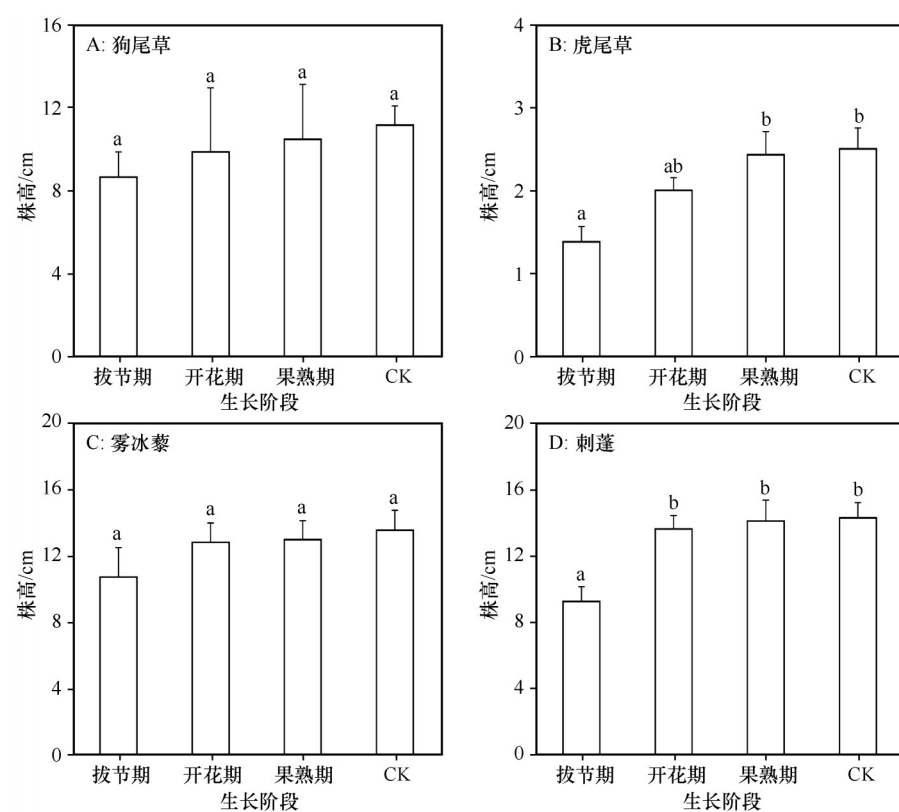 A: 狗尾草
16
12
8
4
0
株高/cm
a
a
a
a
拔节期
开花期
果熟期
CK
生长阶段
B: 虎尾草
4
3
2
1
0
株高/cm
a
ab
b
b
拔节期
开花期
果熟期
CK
生长阶段
C: 雾冰藜
20
16
12
8
4
0
株高/cm
a
a
a
a
拔节期
开花期
果熟期
CK
生长阶段
D: 刺蓬
20
16
12
8
4
0
株高/cm
a
b
b
b
拔节期
开花期
果熟期
CK
生长阶段